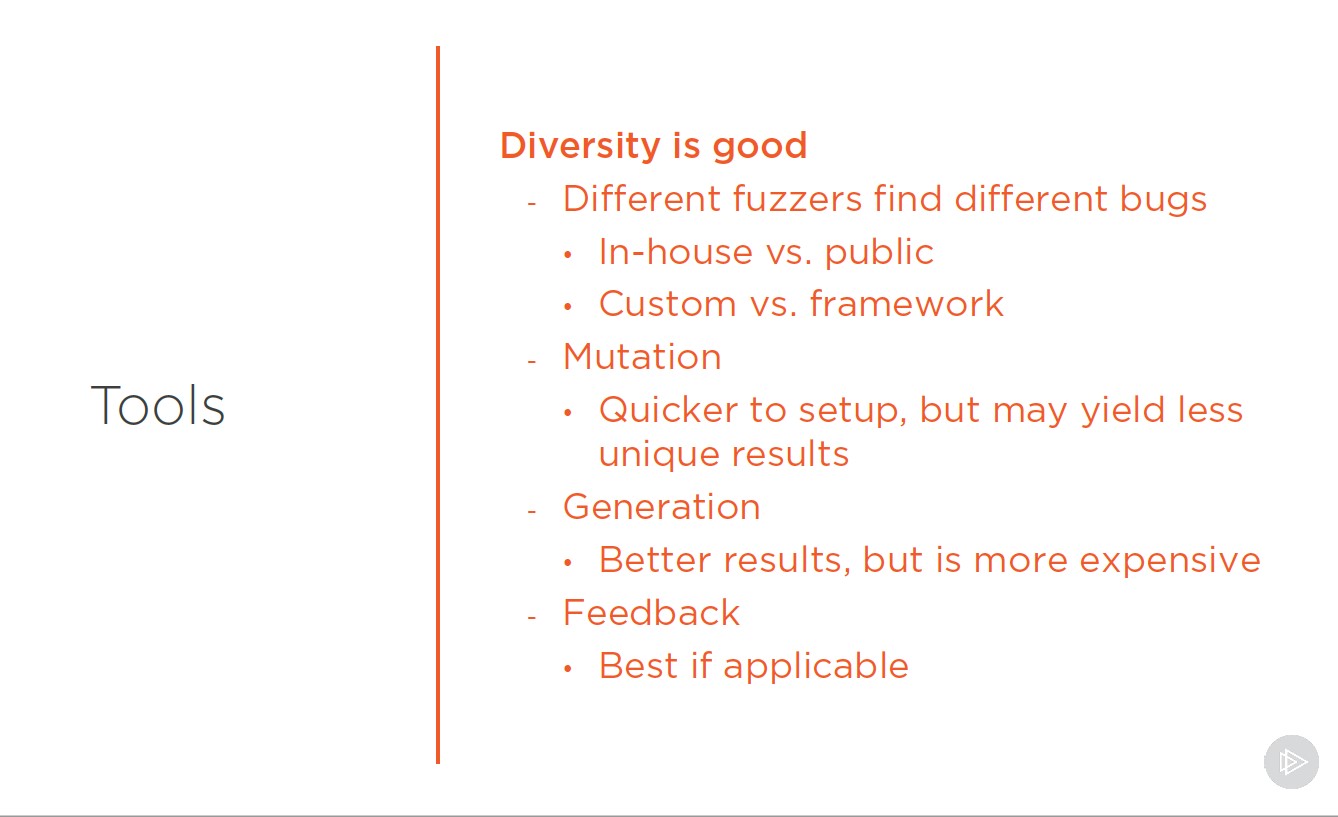 Tools
Diversity is good
- Different fuzzers find different bugs
• In-house vs. public
• Custom vs. framework
- Mutation
• Quicker to setup, but may yield less
unique results
- Generation
• Better results, but is more expensive
- Feedback
• Best if applicable